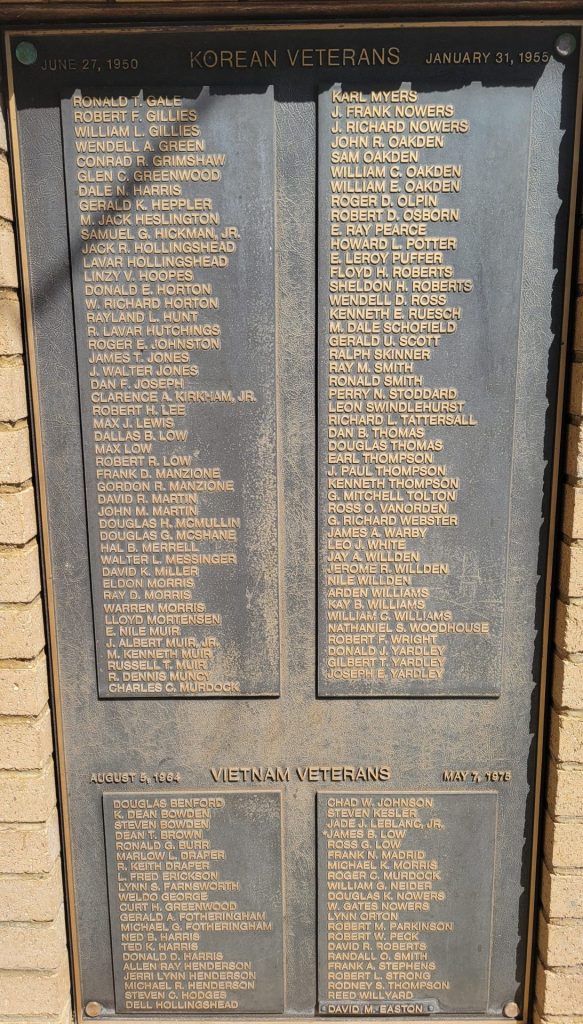 JUNE 27, 1950 KOREAN VETERANS JANUARY 31, 1955
RONALD T. GALE
ROBERT F. GILLIES
WILLIAM L. GILLIES
WENDELL A. GREEN
CONRAD R. GRIMSHAW
GLEN C. GREENWOOD
DALE N. HARRIS
GERALD K. HEPPLER
M. JACK HESLINGTON
SAMUEL G. HICKMAN, JR.
JACK R. HOLLINGSHEAD
LAVAR HOLLINGSHEAD
LINZY V. HOOPES
DONALD E. HORTON
W. RICHARD HORTON
RAYLAND L. HUNT
R. LAVAR HUTCHINGS
ROGER E. JOHNSTON
JAMES T. JONES
J. WALTER JONES
DAN F. JOSEPH
CLARENCE A. KIRKHAM, JR.
ROBERT H. LEE
MAX J. LEWIS
DALLAS B. LOW
MAX LOW
ROBERT R. LOW
FRANK D. MANZIONE
GORDON R. MANZIONE
DAVID R. MARTIN
JOHN M. MARTIN
DOUGLAS H. MCMULLIN
DOUGLAS G. MCSHANE
HAL B. MERRELL
WALTER L. MESSINGER
DAVID K. MILLER
ELDON MORRIS
RAY D. MORRIS
WARREN MORRIS
LLOYD MORTENSEN
E. NILE MUIR
J. ALBERT MUIR, JR.
M. KENNETH MUIR
RUSSELL T. MUIR
R. DENNIS MUNCY
CHARLES C. MURDOCK
KARL MYERS
J. FRANK NOWERS
J. RICHARD NOWERS
JOHN R. OAKDEN
SAM OAKDEN
WILLIAM C. OAKDEN
WILLIAM E. OAKDEN
ROGER D. OLPIN
ROBERT D. OSBORN
E. RAY PEARCE
HOWARD L. POTTER
E. LEROY PUFFER
FLOYD H. ROBERTS
SHELDON H. ROBERTS
WENDELL D. ROSS
KENNETH E. RUESCH
M. DALE SCHOFIELD
GERALD U. SCOTT
RALPH SKINNER
RAY M. SMITH
RONALD SMITH
PERRY N. STODDARD
LEON SWINDLEHURST
RICHARD L. TATTERSALL
DAN B. THOMAS
DOUGLAS THOMAS
EARL THOMPSON
J. PAUL THOMPSON
KENNETH THOMPSON
G. MITCHELL TOLTON
ROSS O. VANORDEN
G. RICHARD WEBSTER
JAMES A. WARBY
LEO J. WHITE
JAY A. WILLDEN
JEROME R. WILLDEN
NILE WILLDEN
ARDEN WILLIAMS
KAY B. WILLIAMS
WILLIAM C. WILLIAMS
NATHANIEL S. WOODHOUSE
ROBERT F. WRIGHT
DONALD J. YARDLEY
GILBERT T. YARDLEY
JOSEPH E. YARDLEY
AUGUST 5, 1964 VIETNAM VETERANS MAY 7, 1975
DOUGLAS BENFORD
K. DEAN BOWDEN
STEVEN BOWDEN
DEAN T. BROWN
RONALD G. BURR
MARLOW L. DRAPER
R. KEITH DRAPER
L. FRED ERICKSON
LYNN S. FARNSWORTH
WELDO GEORGE
CURT H. GREENWOOD
GERALD A. FOTHERINGHAM
MICHAEL G. FOTHERINGHAM
NED B. HARRIS
TED K. HARRIS
DONALD D. HARRIS
ALLEN RAY HENDERSON
JERRI LYNN HENDERSON
MICHAEL R. HENDERSON
STEVEN C. HODGES
DELL HOLLINGSHEAD
CHAD W. JOHNSON
STEVEN KESLER
JADE J. LEBLANC, JR.
*JAMES B. LOW
ROSS G. LOW
FRANK N. MADRID
MICHAEL K. MORRIS
ROGER C. MURDOCK
WILLIAM G. NEIDER
DOUGLAS K. NOWERS
W. GATES NOWERS
LYNN ORTON
ROBERT M. PARKINSON
ROBERT W. PECK
DAVID R. ROBERTS
RANDALL O. SMITH
FRANK A. STEPHENS
ROBERT L. STRONG
RODNEY S. THOMPSON
REED WILLYARD
DAVID M. EASTON